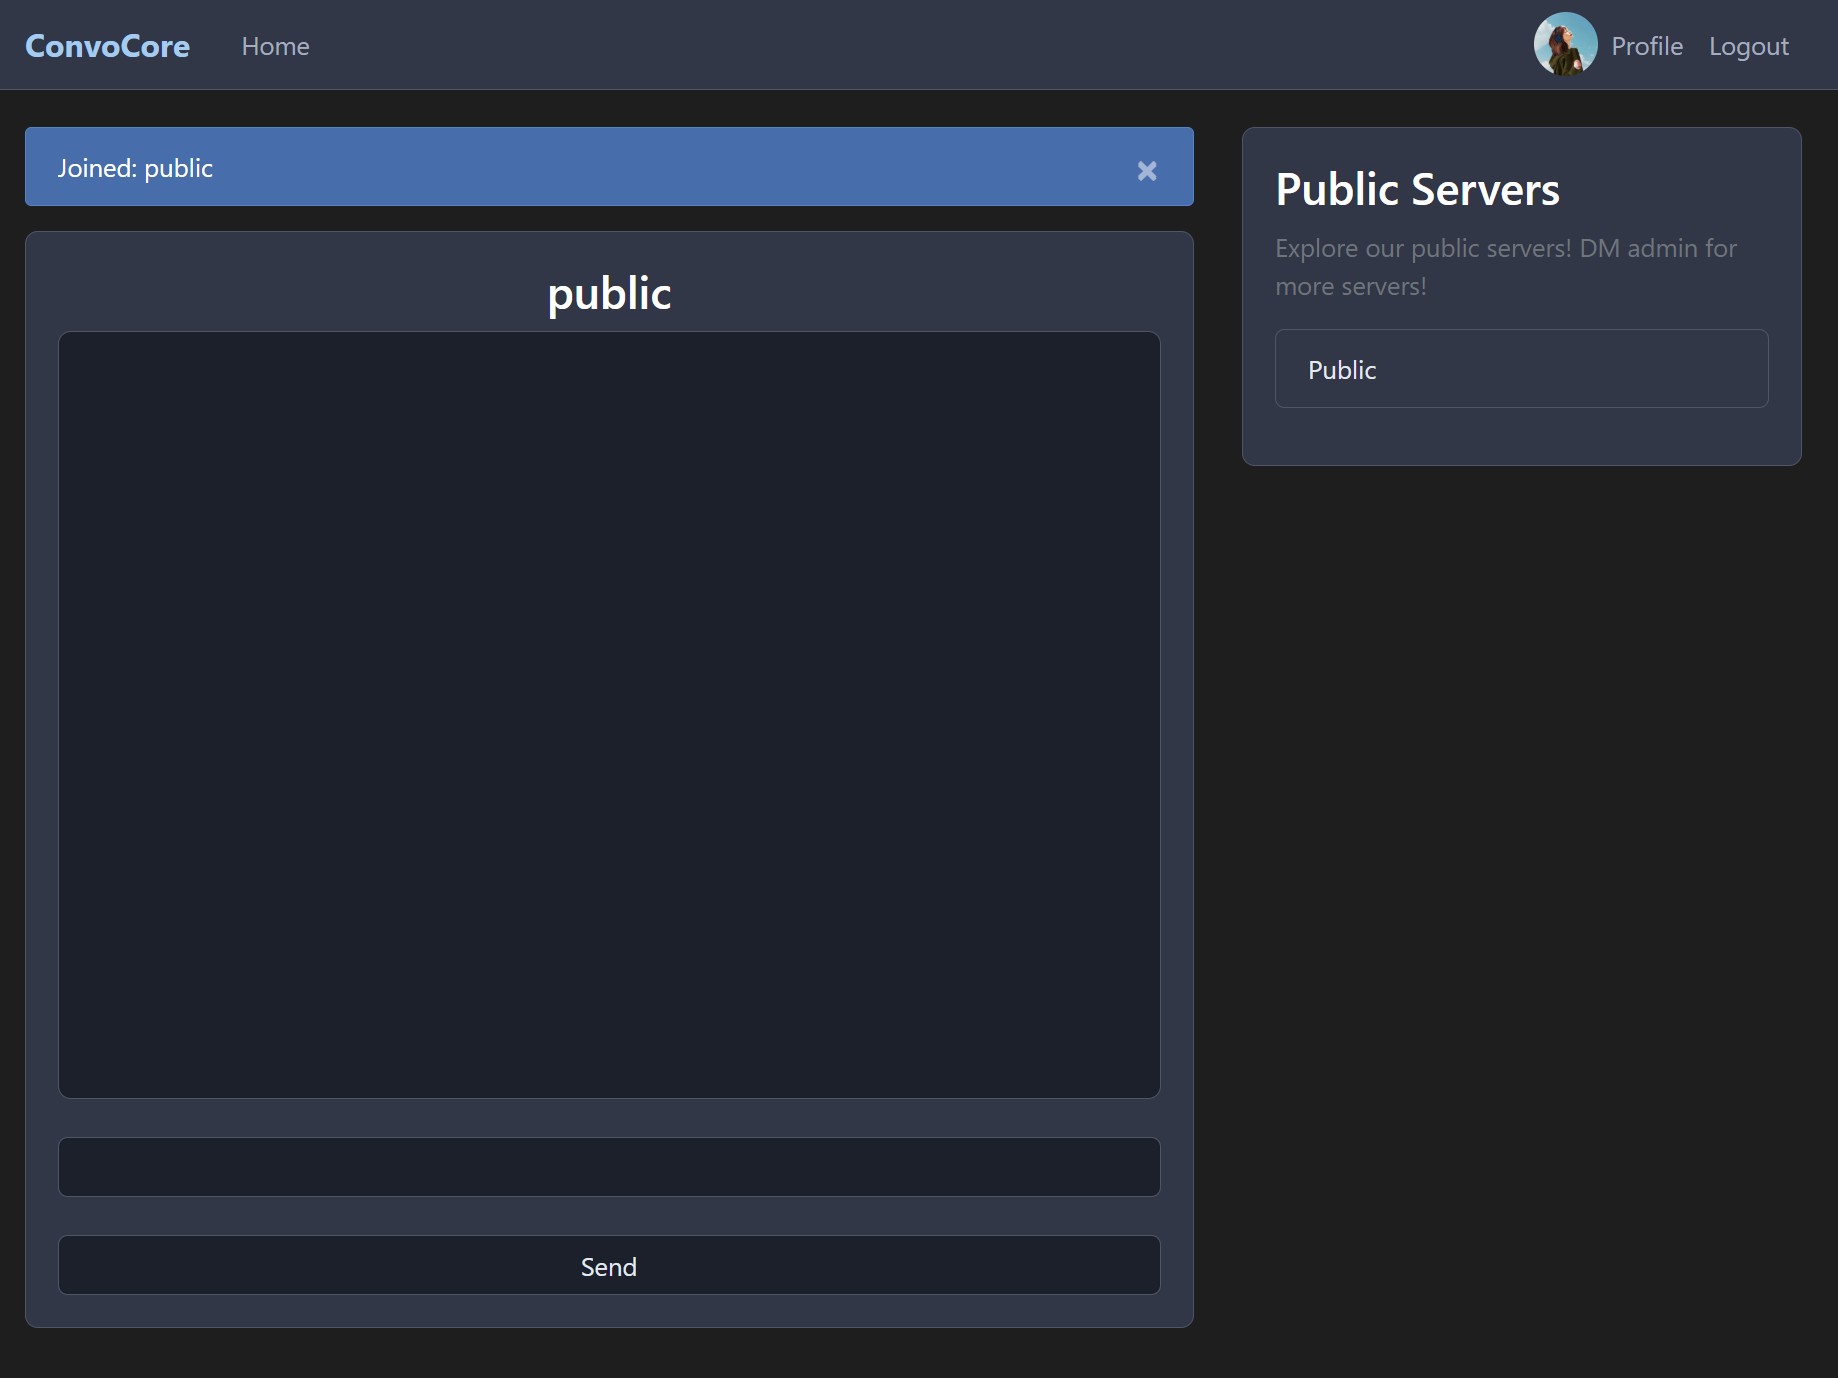 ConvoCore
Home
Profile
Logout
Joined: public
public
Send
Public Servers
Explore our public servers! DM admin for
more servers!
Public